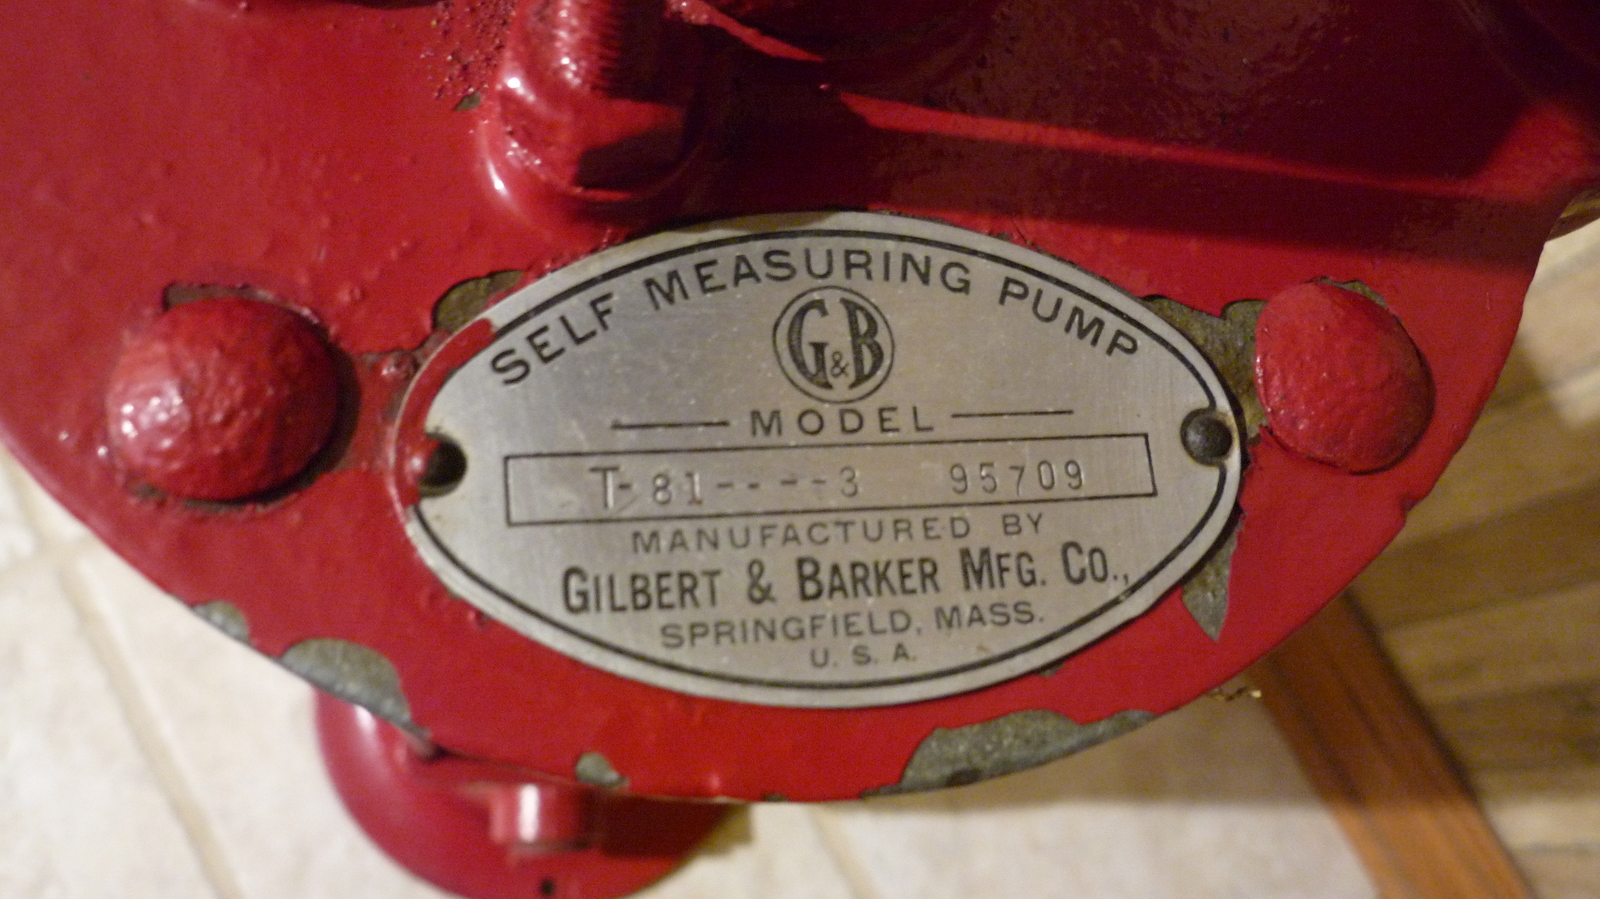 SELF MEASURING PUMP
G&B
MODEL
T-81----3 95709
MANUFACTURED BY
GILBERT & BARKER MFG. CO.,
SPRINGFIELD, MASS.
U. S. A.